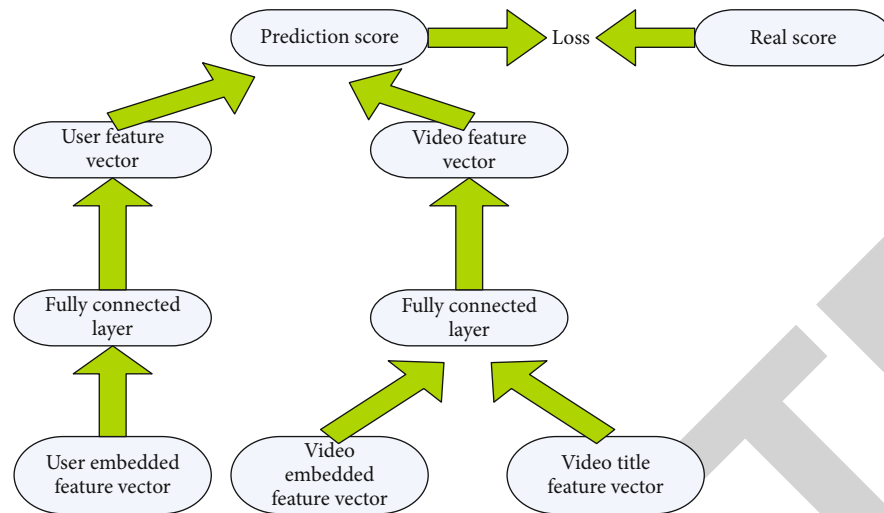 Prediction score
Loss
Real score
User feature
vector
Video feature
vector
Fully connected
layer
Fully connected
layer
User embedded
feature vector
Video
embedded
feature vector
Video title
feature vector